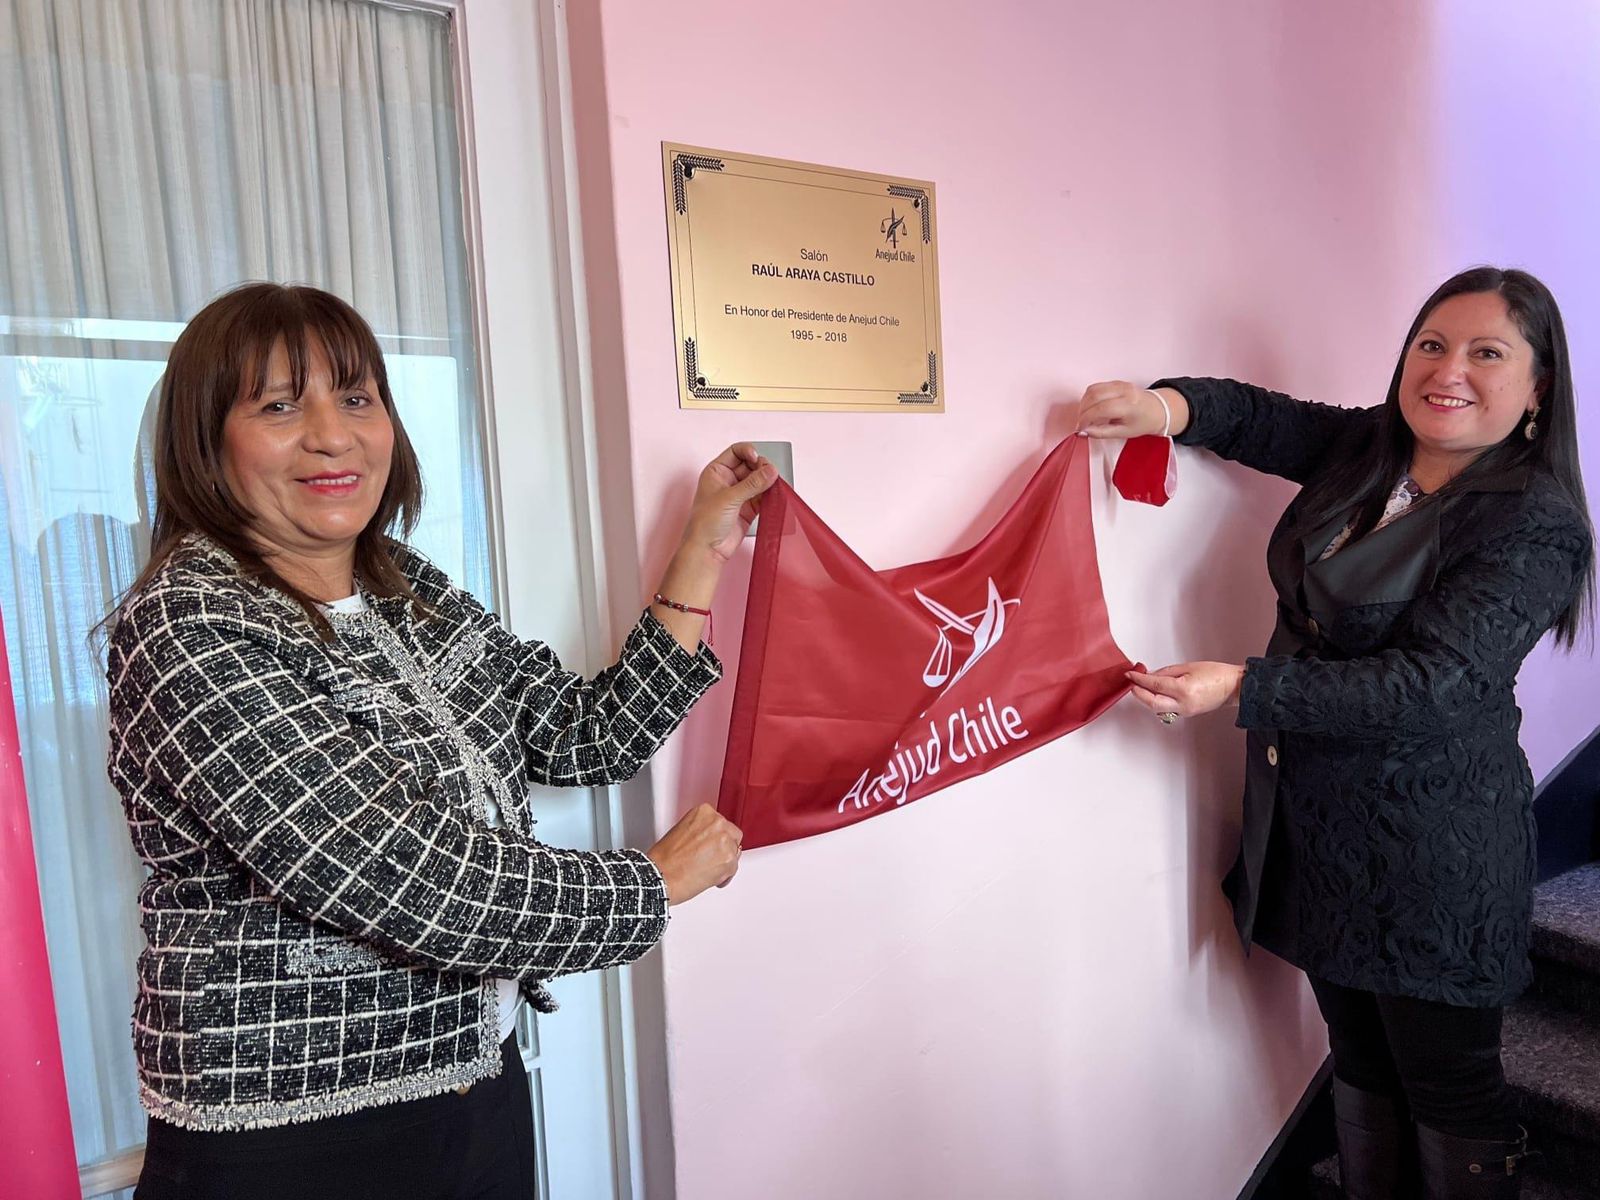 Anejud Chile
Salón
RAÚL ARAYA CASTILLO
En Honor del Presidente de Anejud Chile
1995 – 2018
Anejud Chile